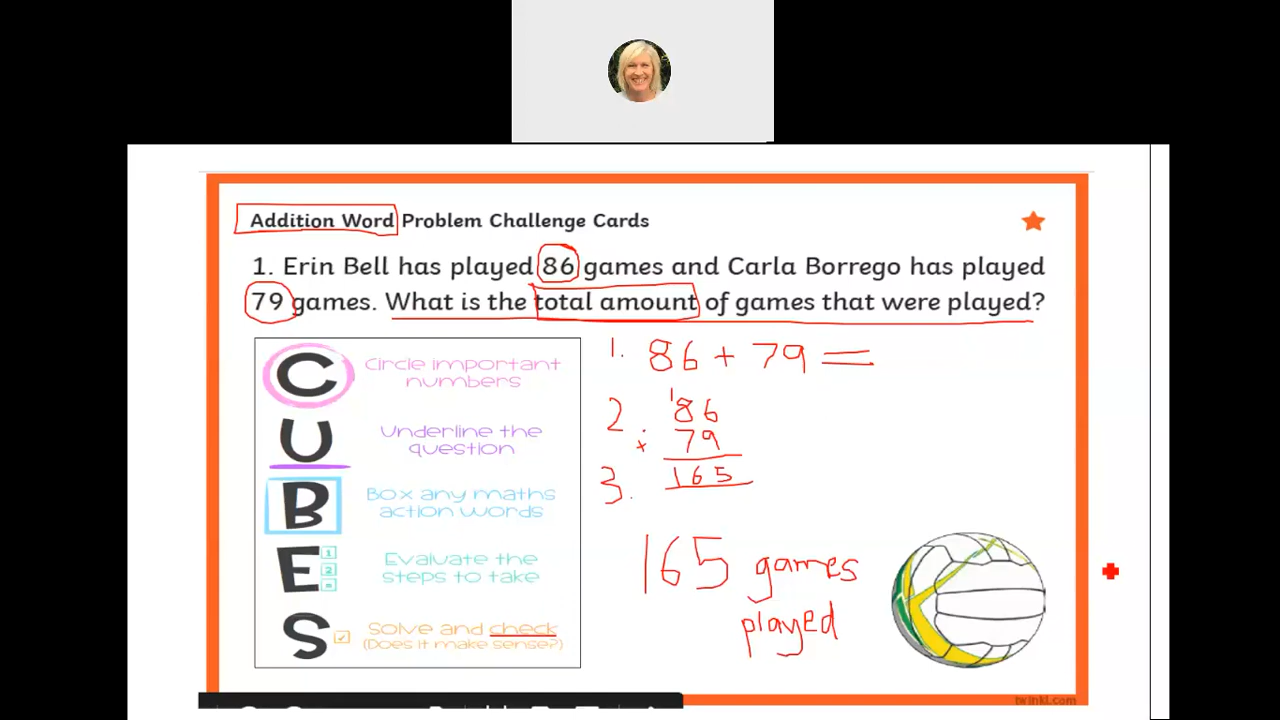 Addition Word Problem Challenge Cards
1. Erin Bell has played 86 games and Carla Borrego has played
79 games. What is the total amount of games that were played?
C Circle important
numbers
U Underline the
question
B Box any maths
action words
E Evaluate the
steps to take
1
2
=
S Solve and check
(Does it make sense?)
1. 86 + 79 =
2. 1 86
+ 79
3. 165
165 games
played
twinkl.com